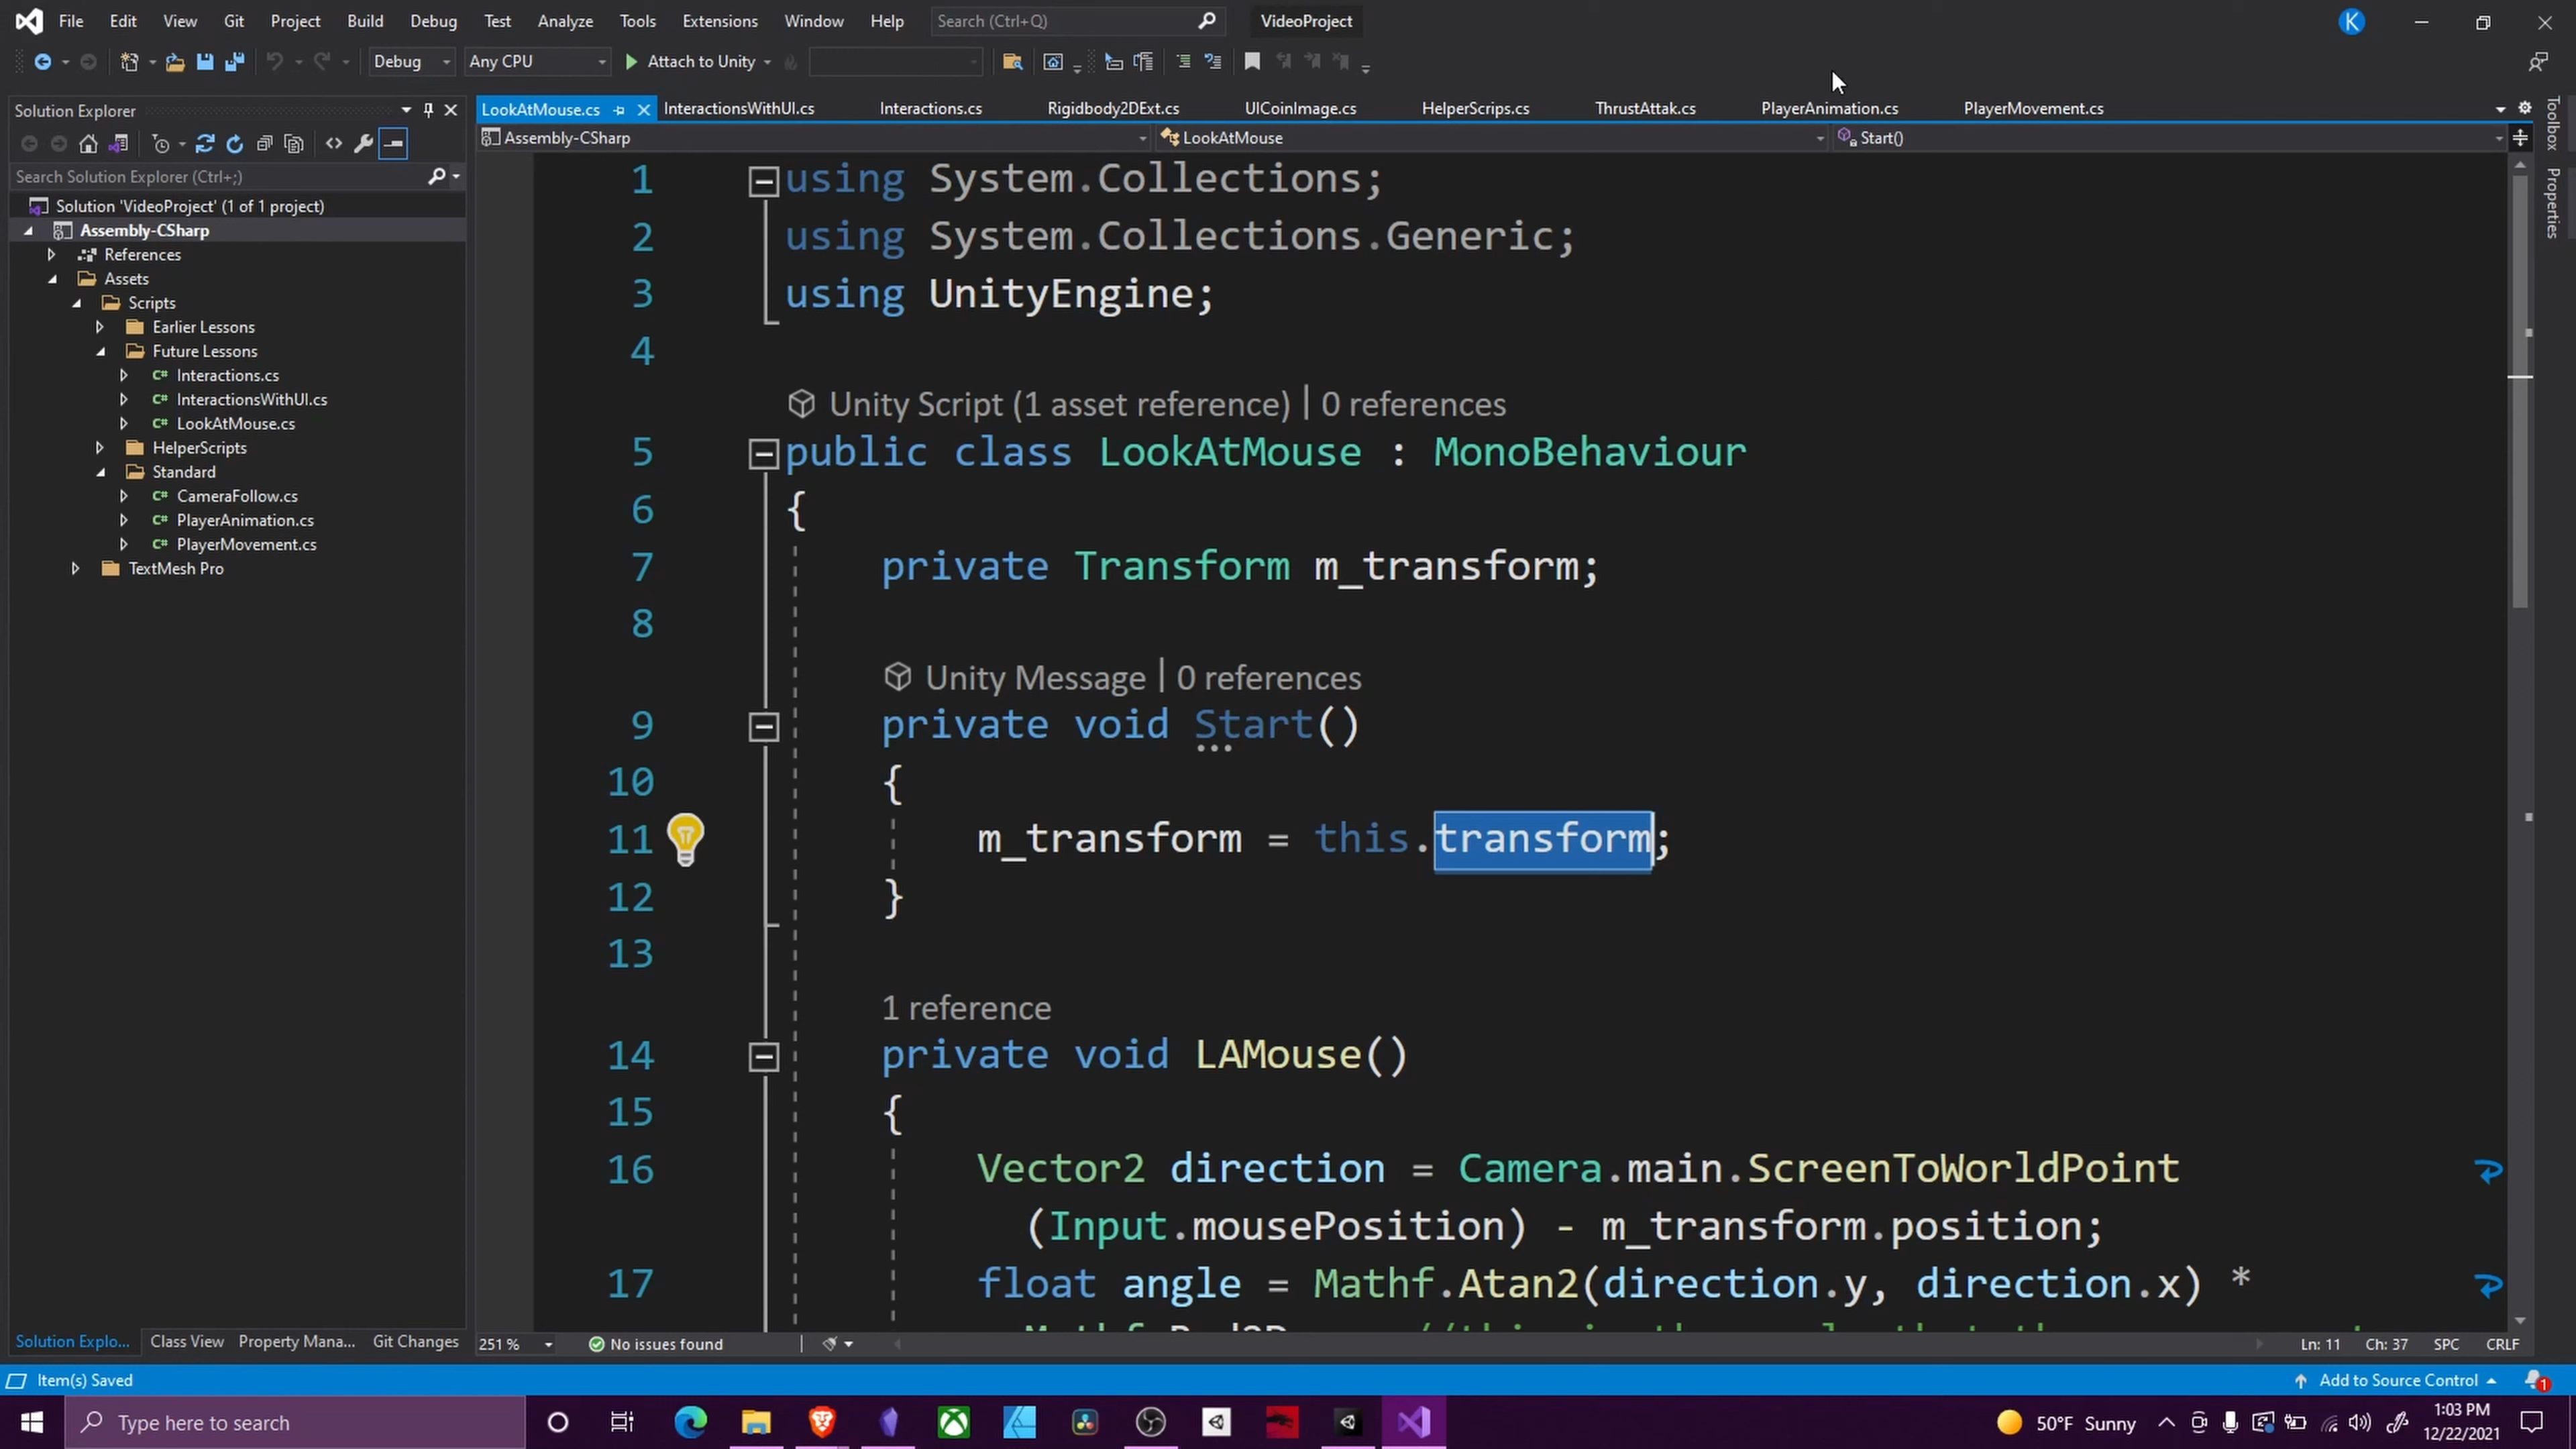 File Edit View Git Project Build Debug Test Analyze Tools Extensions Window Help Search (Ctrl+Q) VideoProject K
Debug Any CPU Attach to Unity
Solution Explorer
LookAtMouse.cs InteractionsWithUI.cs Interactions.cs Rigidbody2DExt.cs UICoinImage.cs HelperScrips.cs ThrustAttak.cs PlayerAnimation.cs PlayerMovement.cs
Assembly-CSharp LookAtMouse Start()
Toolbox
Properties
Search Solution Explorer (Ctrl+;)
Solution 'VideoProject' (1 of 1 project)
Assembly-CSharp
References
Assets
Scripts
Earlier Lessons
Future Lessons
C# Interactions.cs
C# InteractionsWithUI.cs
C# LookAtMouse.cs
HelperScripts
Standard
C# CameraFollow.cs
C# PlayerAnimation.cs
C# PlayerMovement.cs
TextMesh Pro
1 using System.Collections;
2 using System.Collections.Generic;
3 using UnityEngine;
4
Unity Script (1 asset reference) | 0 references
5 public class LookAtMouse : MonoBehaviour
6 {
7 private Transform m_transform;
8
Unity Message | 0 references
9 private void Start()
10 {
11 m_transform = this.transform;
12 }
13
1 reference
14 private void LAMouse()
15 {
16 Vector2 direction = Camera.main.ScreenToWorldPoint
(Input.mousePosition) - m_transform.position;
17 float angle = Mathf.Atan2(direction.y, direction.x) *
Solution Explo... Class View Property Mana... Git Changes
251 % No issues found Ln: 11 Ch: 37 SPC CRLF
Item(s) Saved Add to Source Control 1
Type here to search 50°F Sunny 1:03 PM
12/22/2021